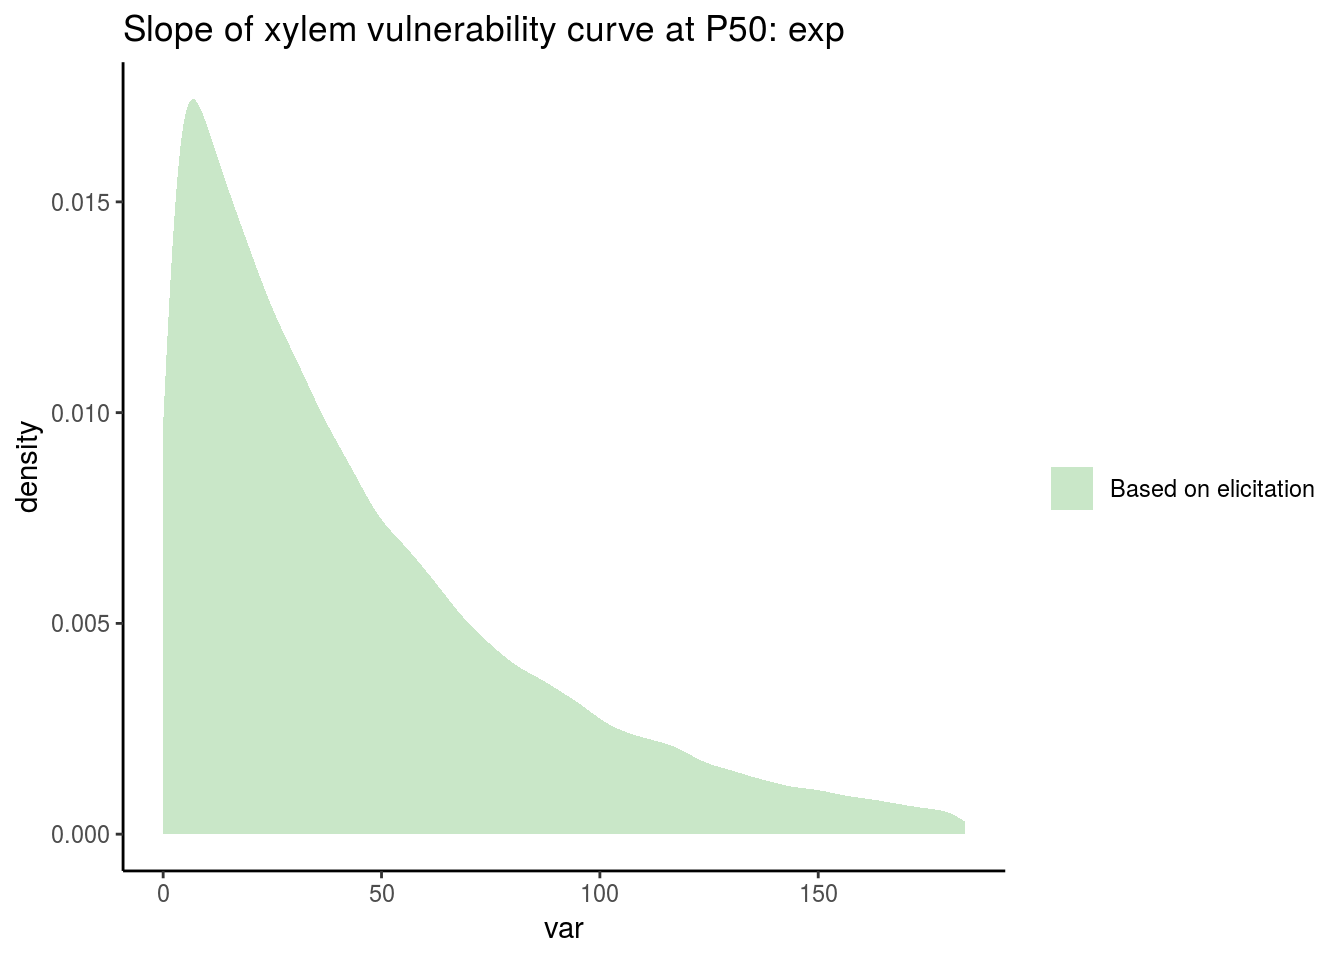 Slope of xylem vulnerability curve at P50: exp
density
0.015
0.010
0.005
0.000
0
50
100
150
var
Based on elicitation